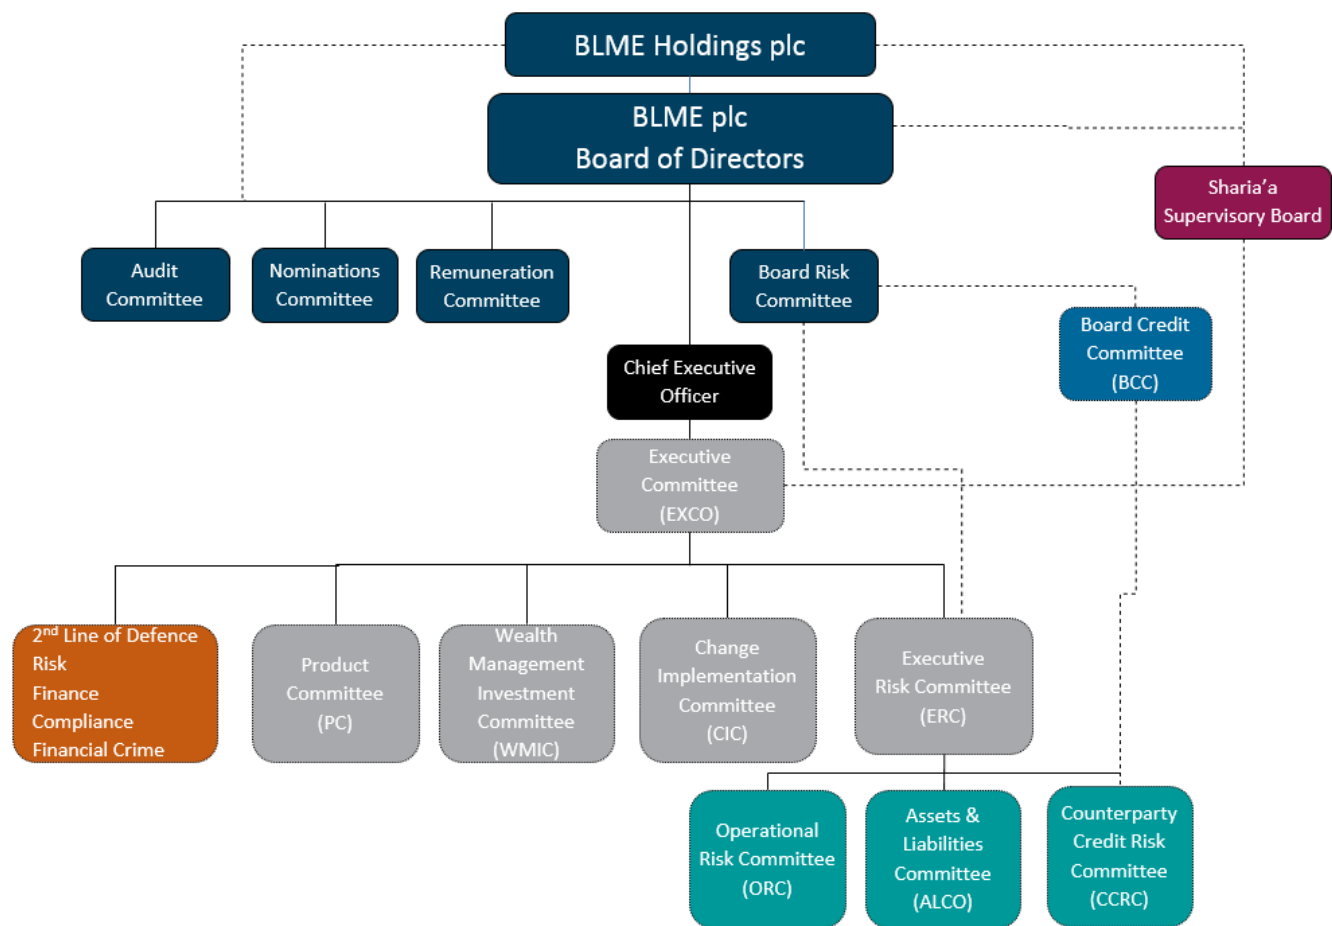 BLME Holdings plc
BLME plc
Board of Directors
Sharia’a
Supervisory Board
Audit
Committee
Nominations
Committee
Remuneration
Committee
Board Risk
Committee
Board Credit
Committee
(BCC)
Chief Executive
Officer
Executive
Committee
(EXCO)
2nd Line of Defence
Risk
Finance
Compliance
Financial Crime
Product
Committee
(PC)
Wealth
Management
Investment
Committee
(WMIC)
Change
Implementation
Committee
(CIC)
Executive
Risk Committee
(ERC)
Operational
Risk Committee
(ORC)
Assets &
Liabilities
Committee
(ALCO)
Counterparty
Credit Risk
Committee
(CCRC)